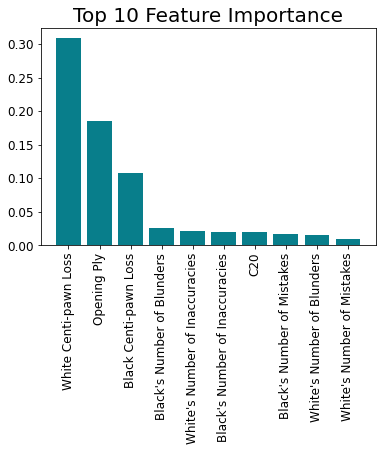 Top 10 Feature Importance
0.30
0.25
0.20
0.15
0.10
0.05
0.00
White Centi-pawn Loss
Opening Ply
Black Centi-pawn Loss
Black's Number of Blunders
White's Number of Inaccuracies
Black's Number of Inaccuracies
C20
Black's Number of Mistakes
White's Number of Blunders
White's Number of Mistakes